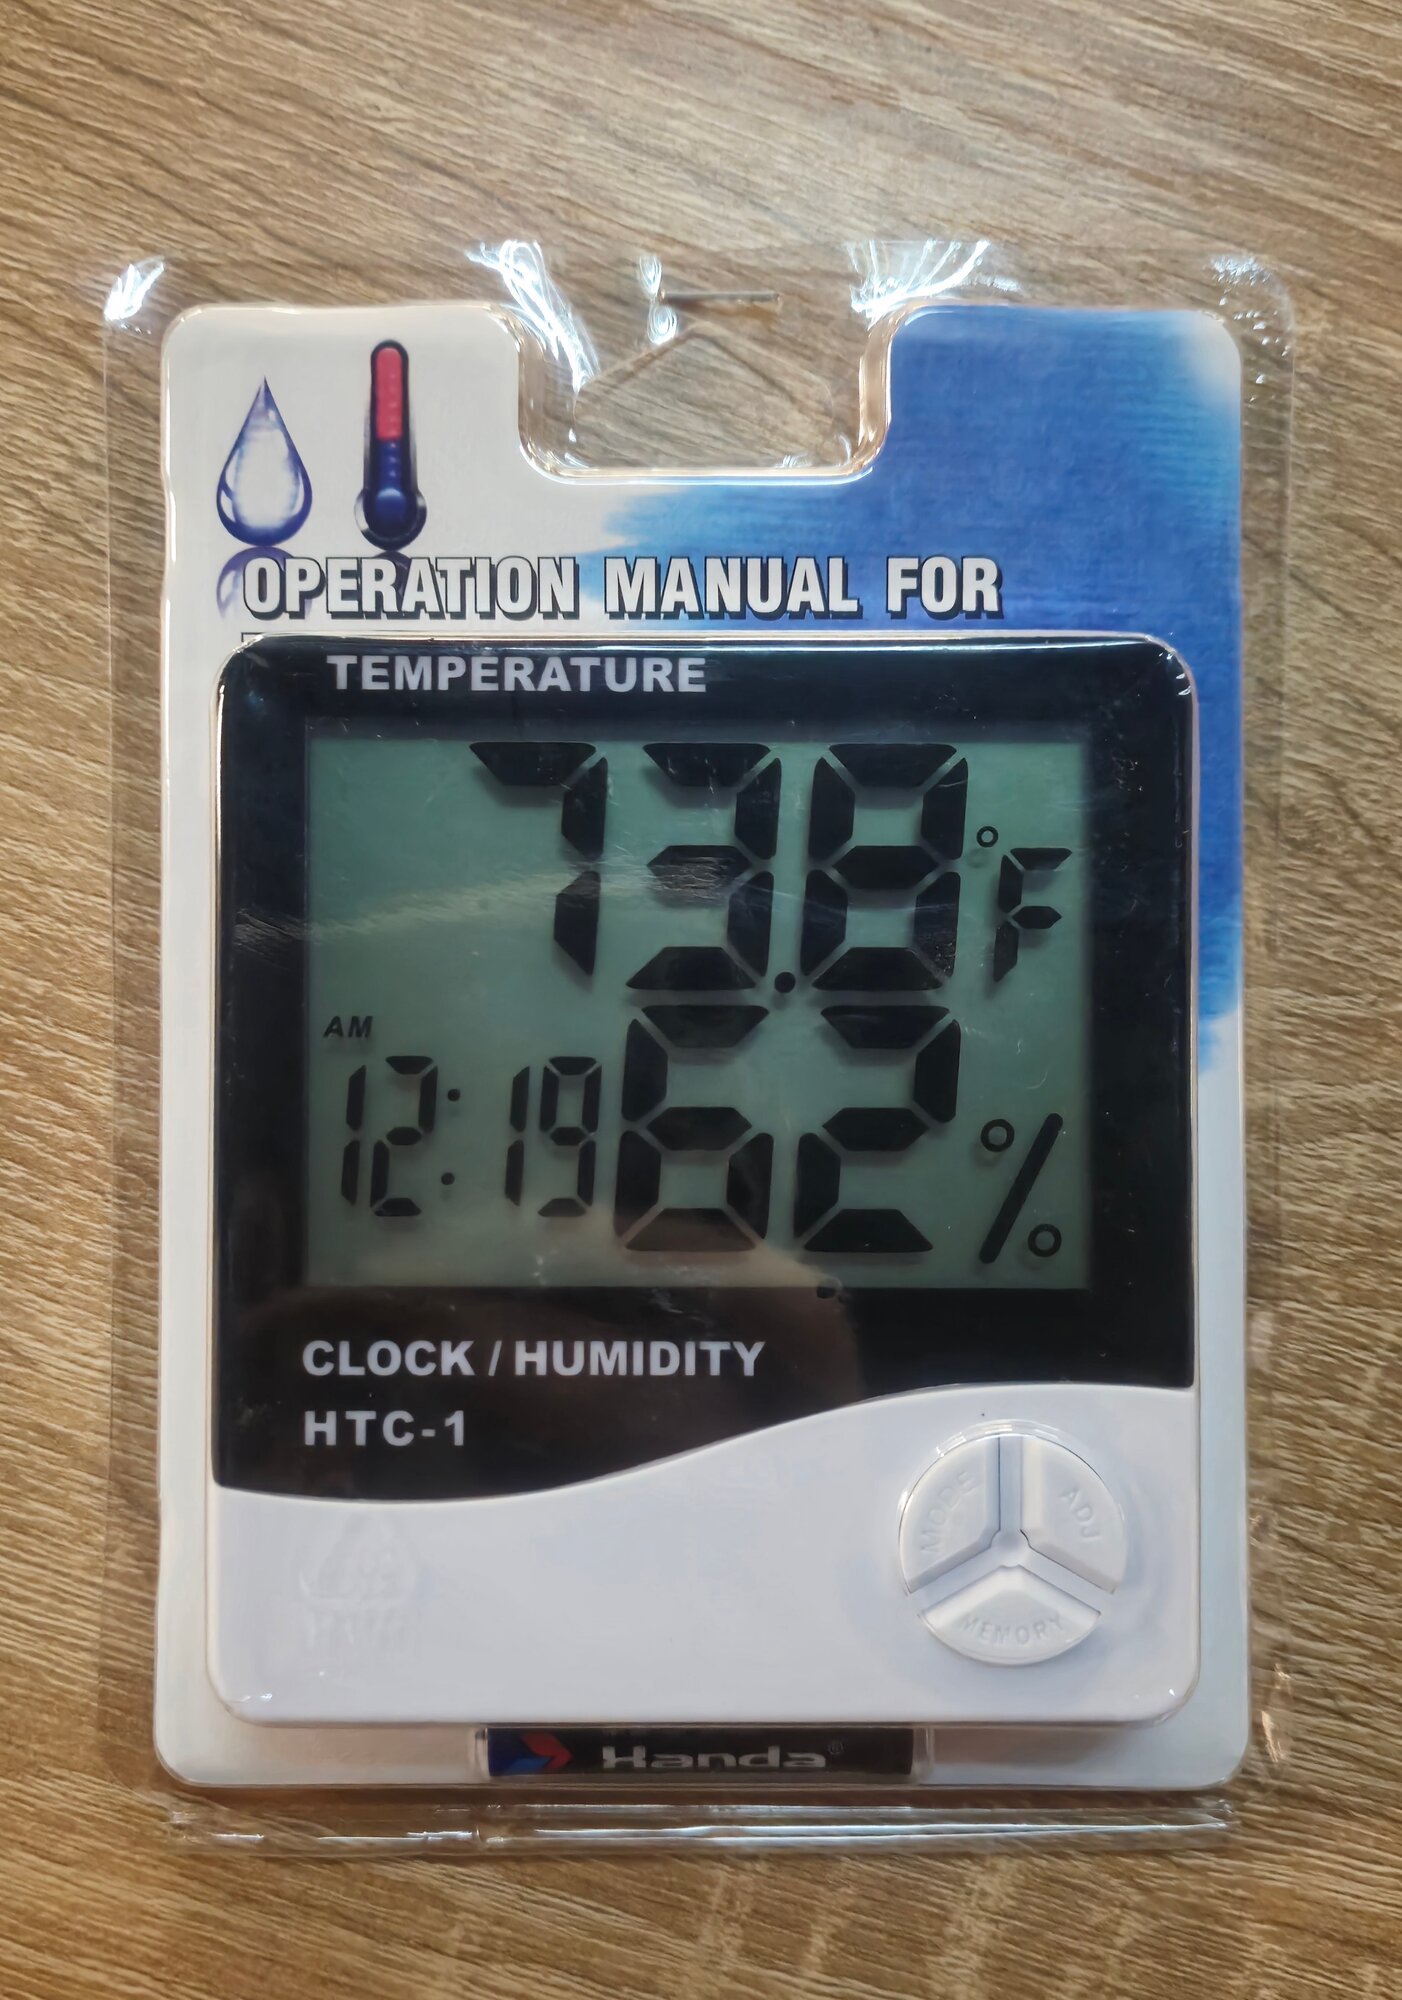 OPERATION MANUAL FOR
TEMPERATURE
73.8 °F
AM
12:19
62 %
CLOCK / HUMIDITY
HTC-1
MODE
ADJ
MEMORY
Handa®